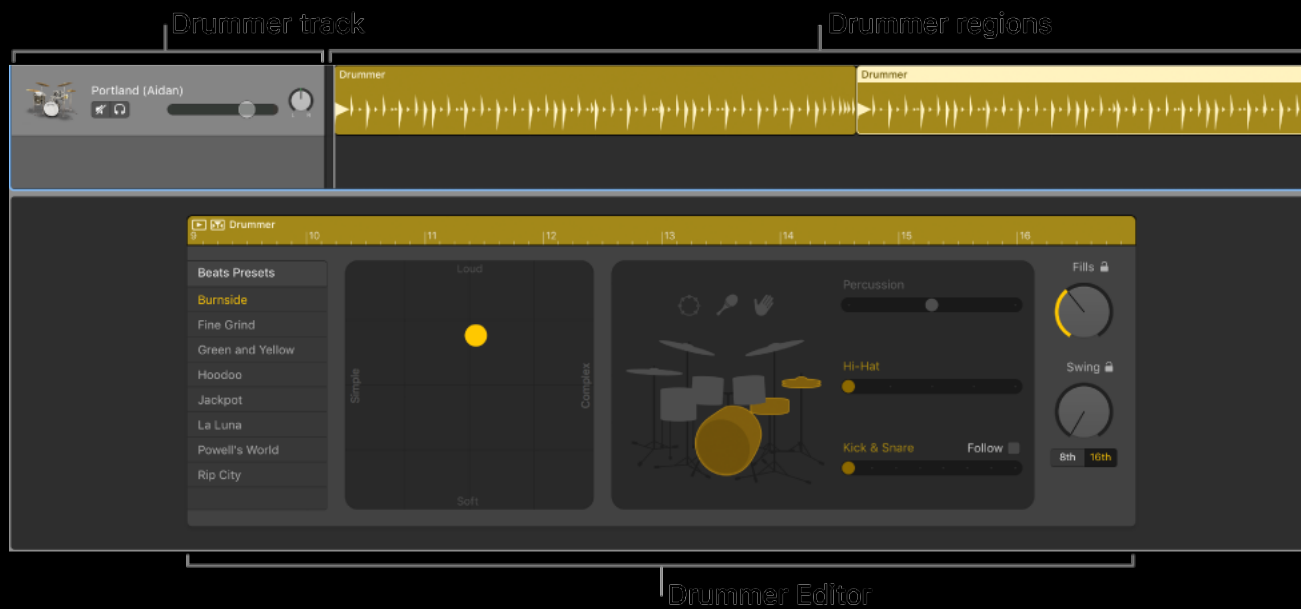 Drummer track
Drummer regions
Portland (Aidan)
Drummer
Drummer
Drummer
9 10 11 12 13 14 15 16
Beats Presets
Burnside
Fine Grind
Green and Yellow
Hoodoo
Jackpot
La Luna
Powell's World
Rip City
Loud
Simple
Complex
Soft
Percussion
Hi-Hat
Kick & Snare
Follow
Fills
Swing
8th
16th
Drummer Editor